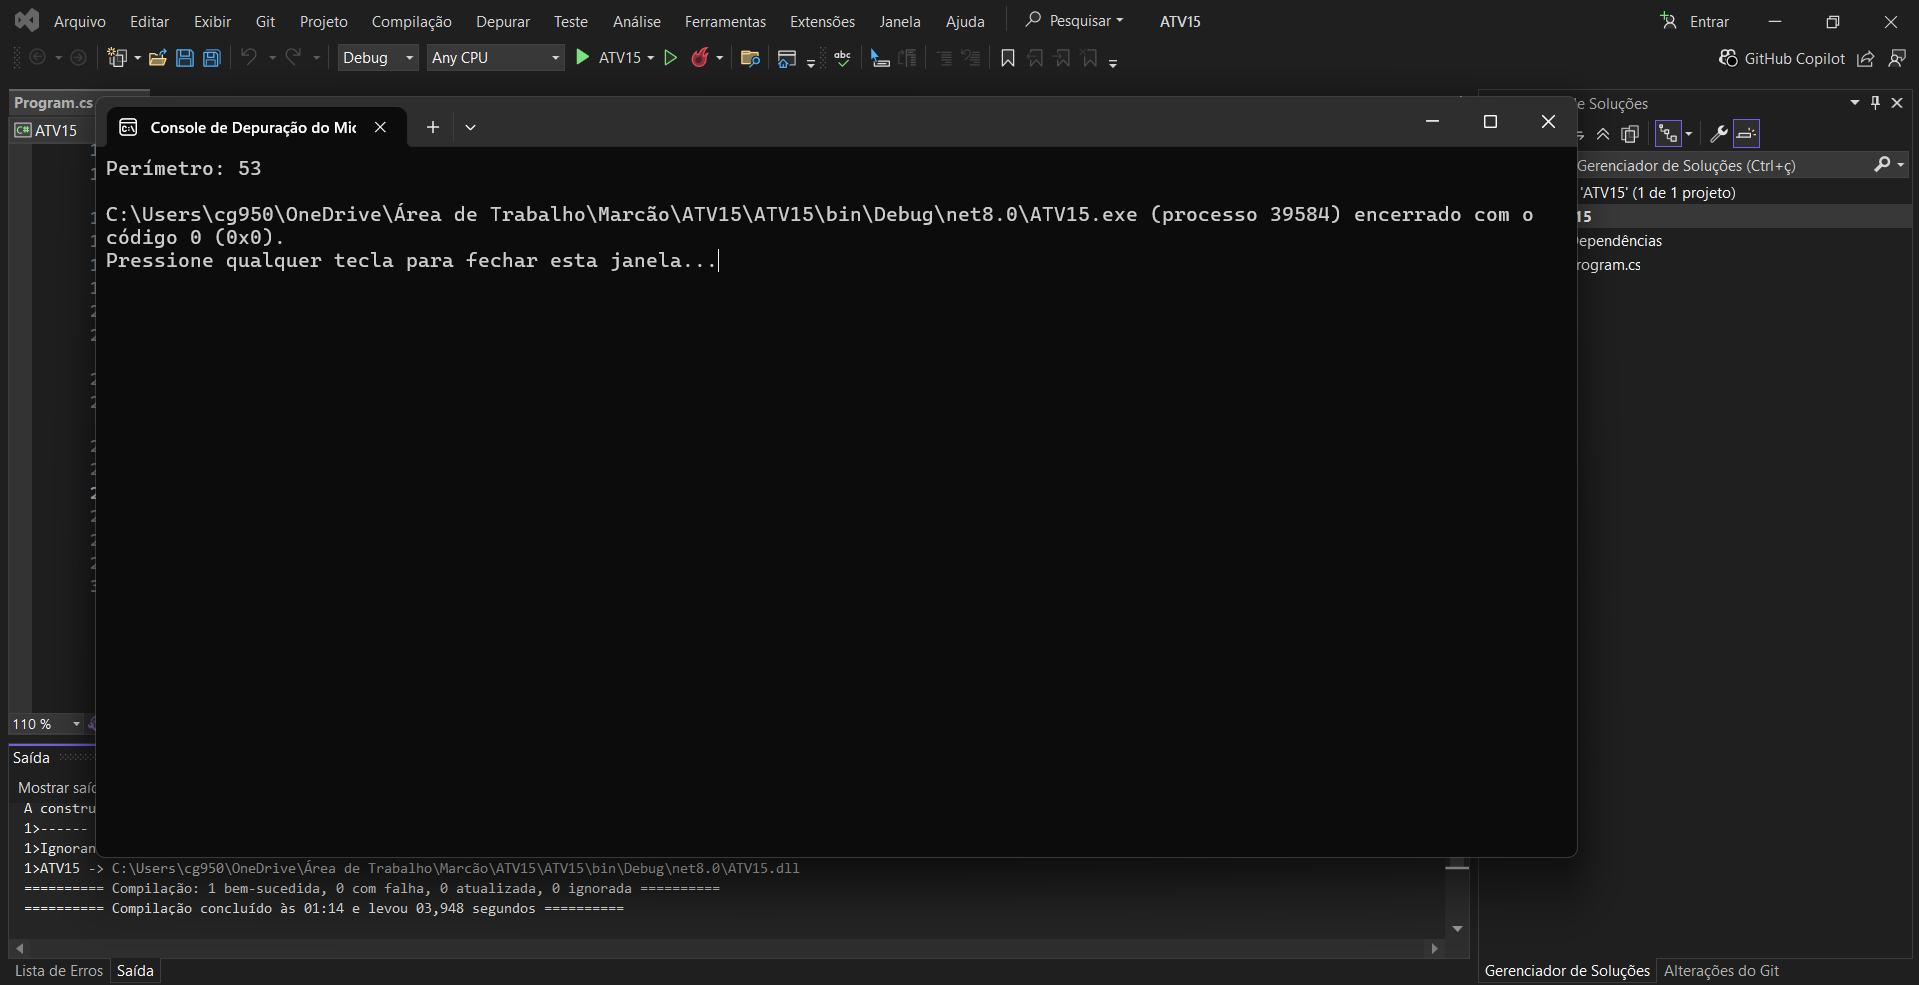 Arquivo Editar Exibir Git Projeto Compilação Depurar Teste Análise Ferramentas Extensões Janela Ajuda Pesquisar ATV15 Entrar
Debug Any CPU ATV15 GitHub Copilot
Program.cs
de Soluções
ATV15
Console de Depuração do Mic
Perímetro: 53
C:\Users\cg950\OneDrive\Área de Trabalho\Marcão\ATV15\ATV15\bin\Debug\net8.0\ATV15.exe (processo 39584) encerrado com o
código 0 (0x0).
Pressione qualquer tecla para fechar esta janela...
Gerenciador de Soluções (Ctrl+ç)
'ATV15' (1 de 1 projeto)
15
Dependências
rogram.cs
110 %
Saída
Mostrar saíd
A constru
1>------
1>Ignoran
1>ATV15 -> C:\Users\cg950\OneDrive\Área de Trabalho\Marcão\ATV15\ATV15\bin\Debug\net8.0\ATV15.dll
========== Compilação: 1 bem-sucedida, 0 com falha, 0 atualizada, 0 ignorada ==========
========== Compilação concluído às 01:14 e levou 03,948 segundos ==========
Lista de Erros Saída
Gerenciador de Soluções Alterações do Git